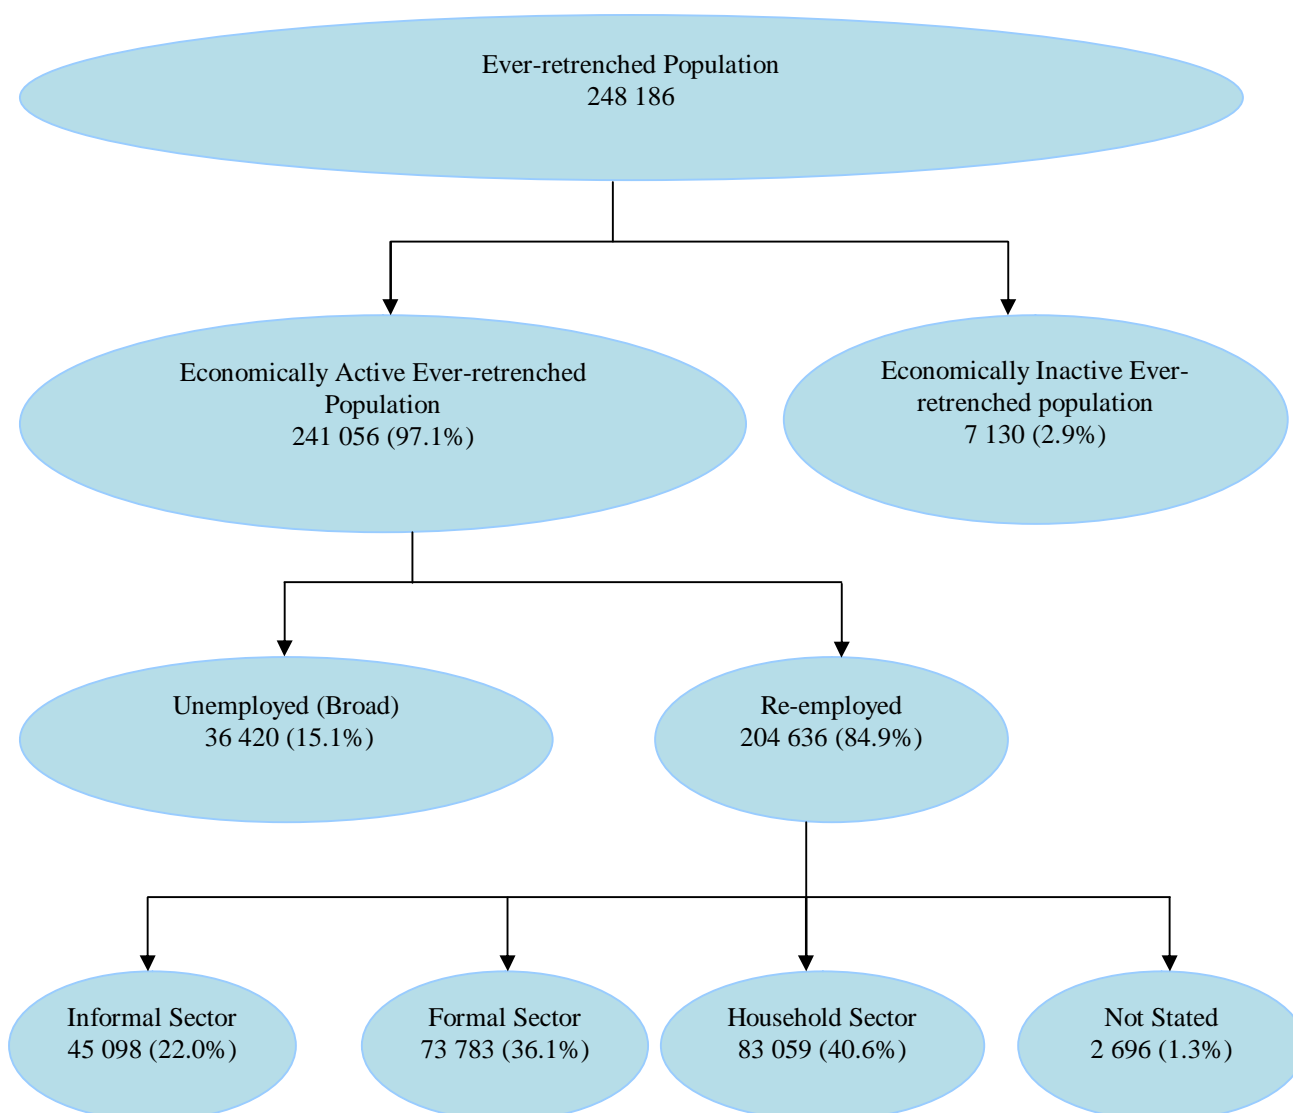 Ever-retrenched Population
248 186
Economically Active Ever-retrenched
Population
241 056 (97.1%)
Economically Inactive Ever-
retrenched population
7 130 (2.9%)
Unemployed (Broad)
36 420 (15.1%)
Re-employed
204 636 (84.9%)
Informal Sector
45 098 (22.0%)
Formal Sector
73 783 (36.1%)
Household Sector
83 059 (40.6%)
Not Stated
2 696 (1.3%)